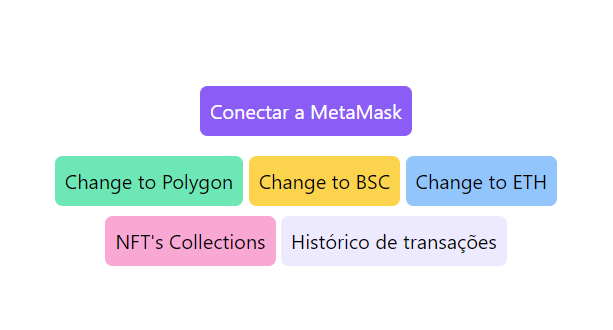 Conectar a MetaMask
Change to Polygon Change to BSC Change to ETH
NFT's Collections Histórico de transações